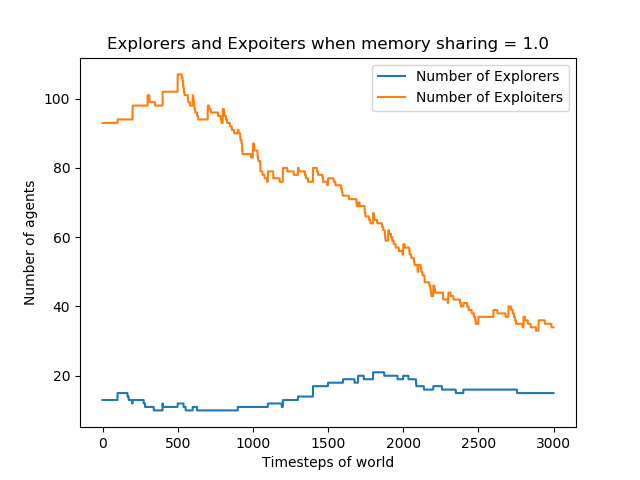 Explorers and Expoiters when memory sharing = 1.0
Number of Explorers
Number of Exploiters
Number of agents
100
80
60
40
20
0 500 1000 1500 2000 2500 3000
Timesteps of world